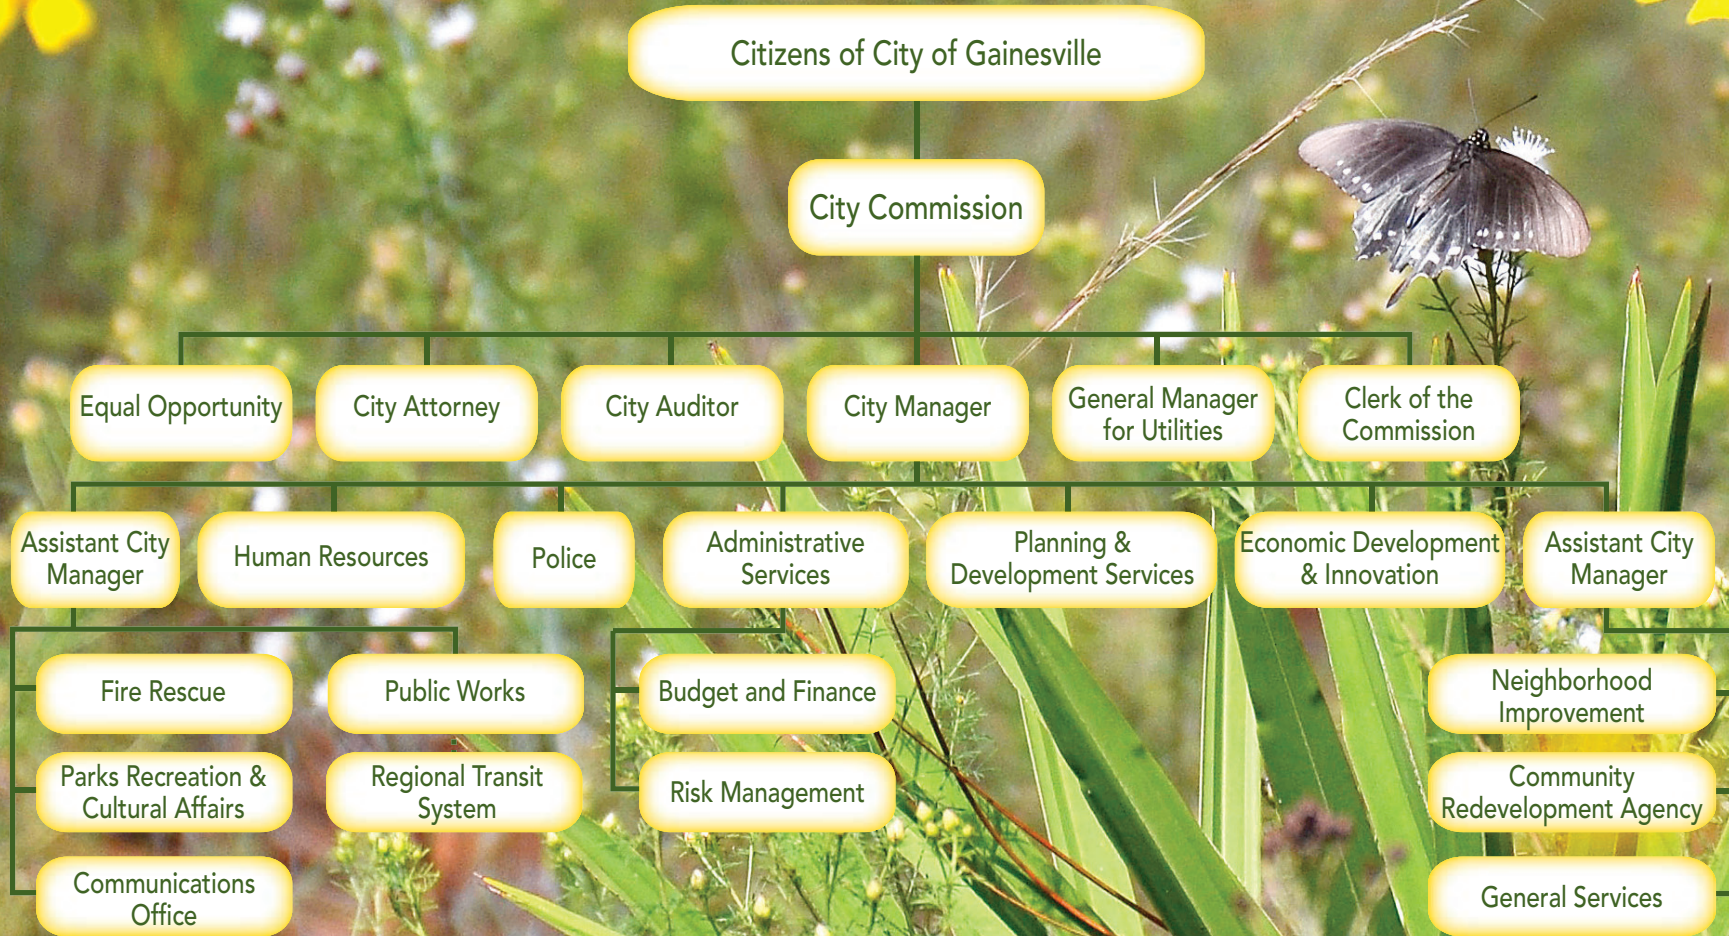 Citizens of City of Gainesville
City Commission
Equal Opportunity
City Attorney
City Auditor
City Manager
General Manager
for Utilities
Clerk of the
Commission
Assistant City
Manager
Human Resources
Police
Administrative
Services
Planning &
Development Services
Economic Development
& Innovation
Assistant City
Manager
Fire Rescue
Public Works
Budget and Finance
Neighborhood
Improvement
Parks Recreation &
Cultural Affairs
Regional Transit
System
Risk Management
Community
Redevelopment Agency
Communications
Office
General Services